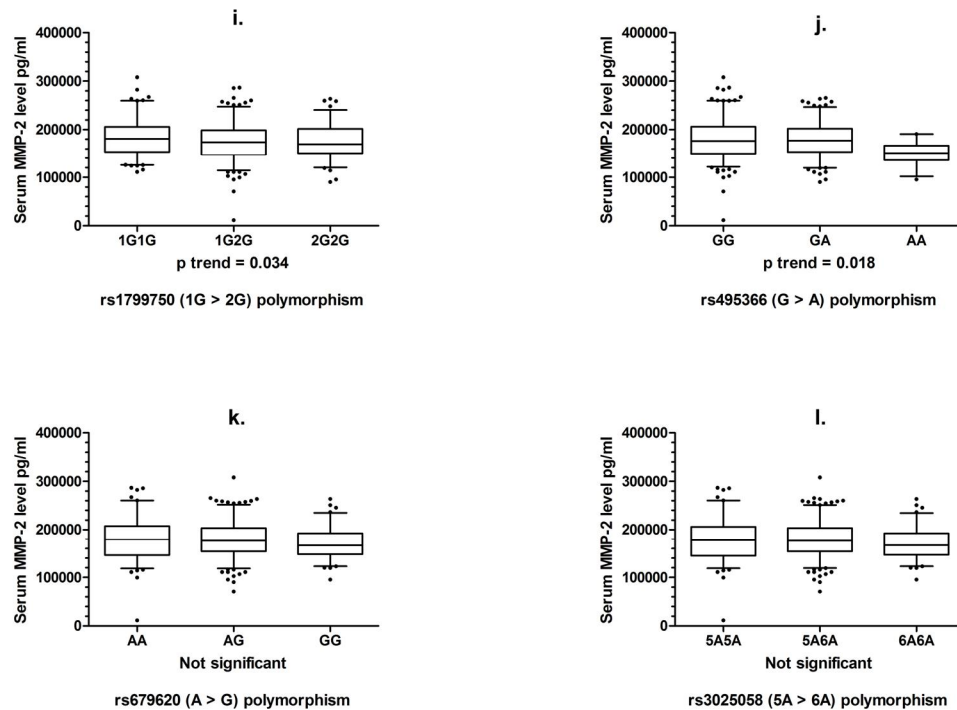 i.
Serum MMP-2 level pg/ml
400000
300000
200000
100000
0
1G1G 1G2G 2G2G
p trend = 0.034
rs1799750 (1G > 2G) polymorphism
j.
Serum MMP-2 level pg/ml
400000
300000
200000
100000
0
GG GA AA
p trend = 0.018
rs495366 (G > A) polymorphism
k.
Serum MMP-2 level pg/ml
400000
300000
200000
100000
0
AA AG GG
Not significant
rs679620 (A > G) polymorphism
l.
Serum MMP-2 level pg/ml
400000
300000
200000
100000
0
5A5A 5A6A 6A6A
Not significant
rs3025058 (5A > 6A) polymorphism